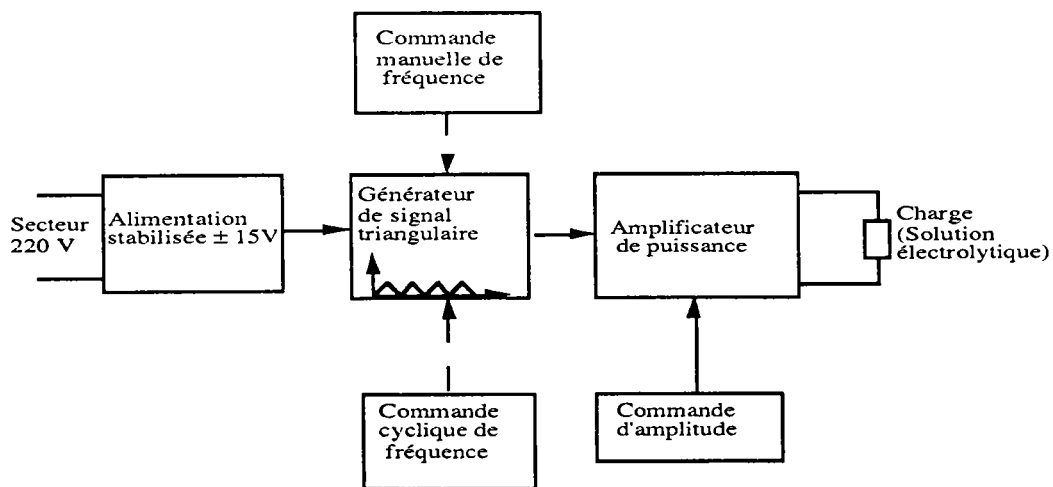 Commande
manuelle de
fréquence
Secteur
220 V
Alimentation
stabilisée ± 15V
Générateur
de signal
triangulaire
Amplificateur
de puissance
Charge
(Solution
électrolytique)
Commande
cyclique de
fréquence
Commande
d'amplitude